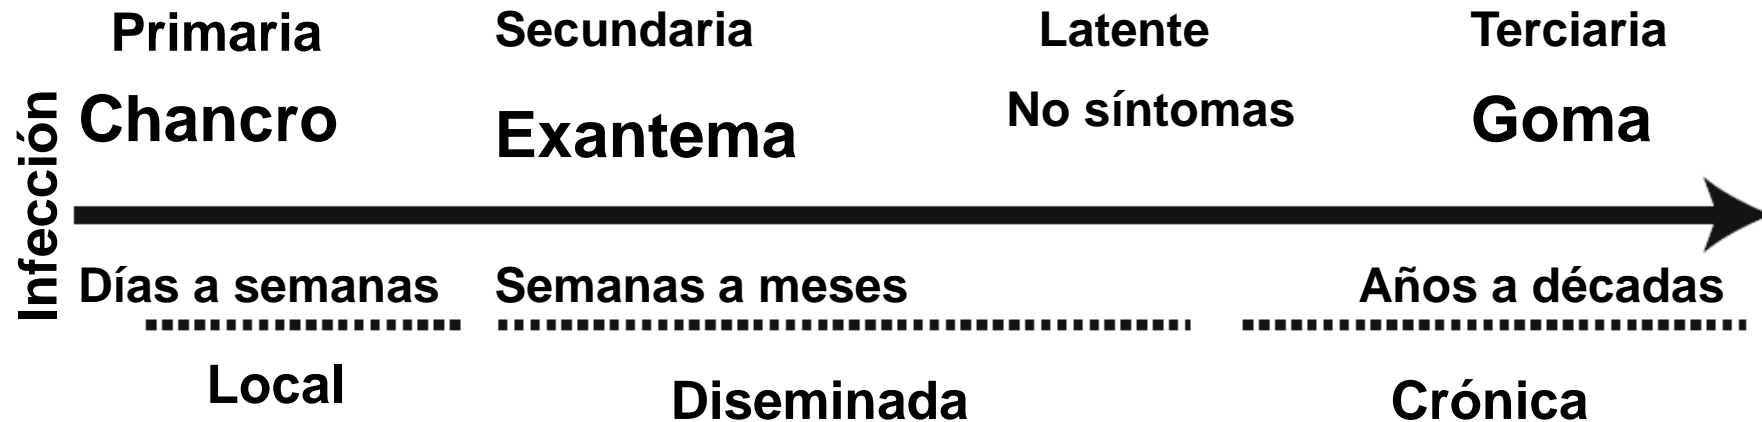 Primaria Secundaria Latente Terciaria
Chancro Exantema No síntomas Goma
Infección
Días a semanas Semanas a meses Años a décadas
Local Diseminada Crónica